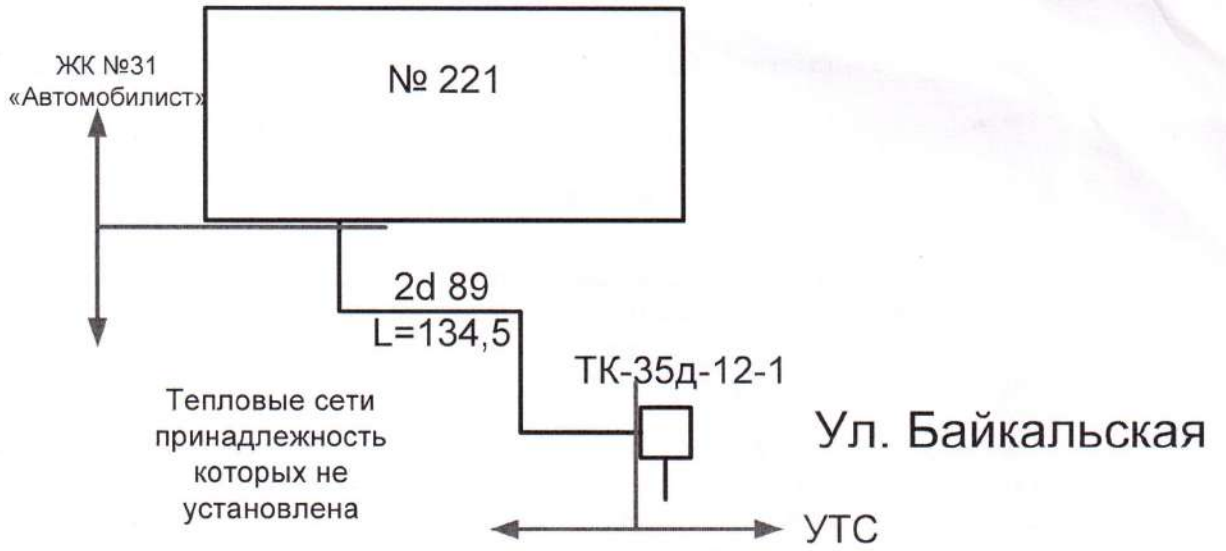 ЖК №31
«Автомобилист»
№ 221
2d 89
L=134,5
ТК-35д-12-1
Тепловые сети
принадлежность
которых не
установлена
Ул. Байкальская
УТС